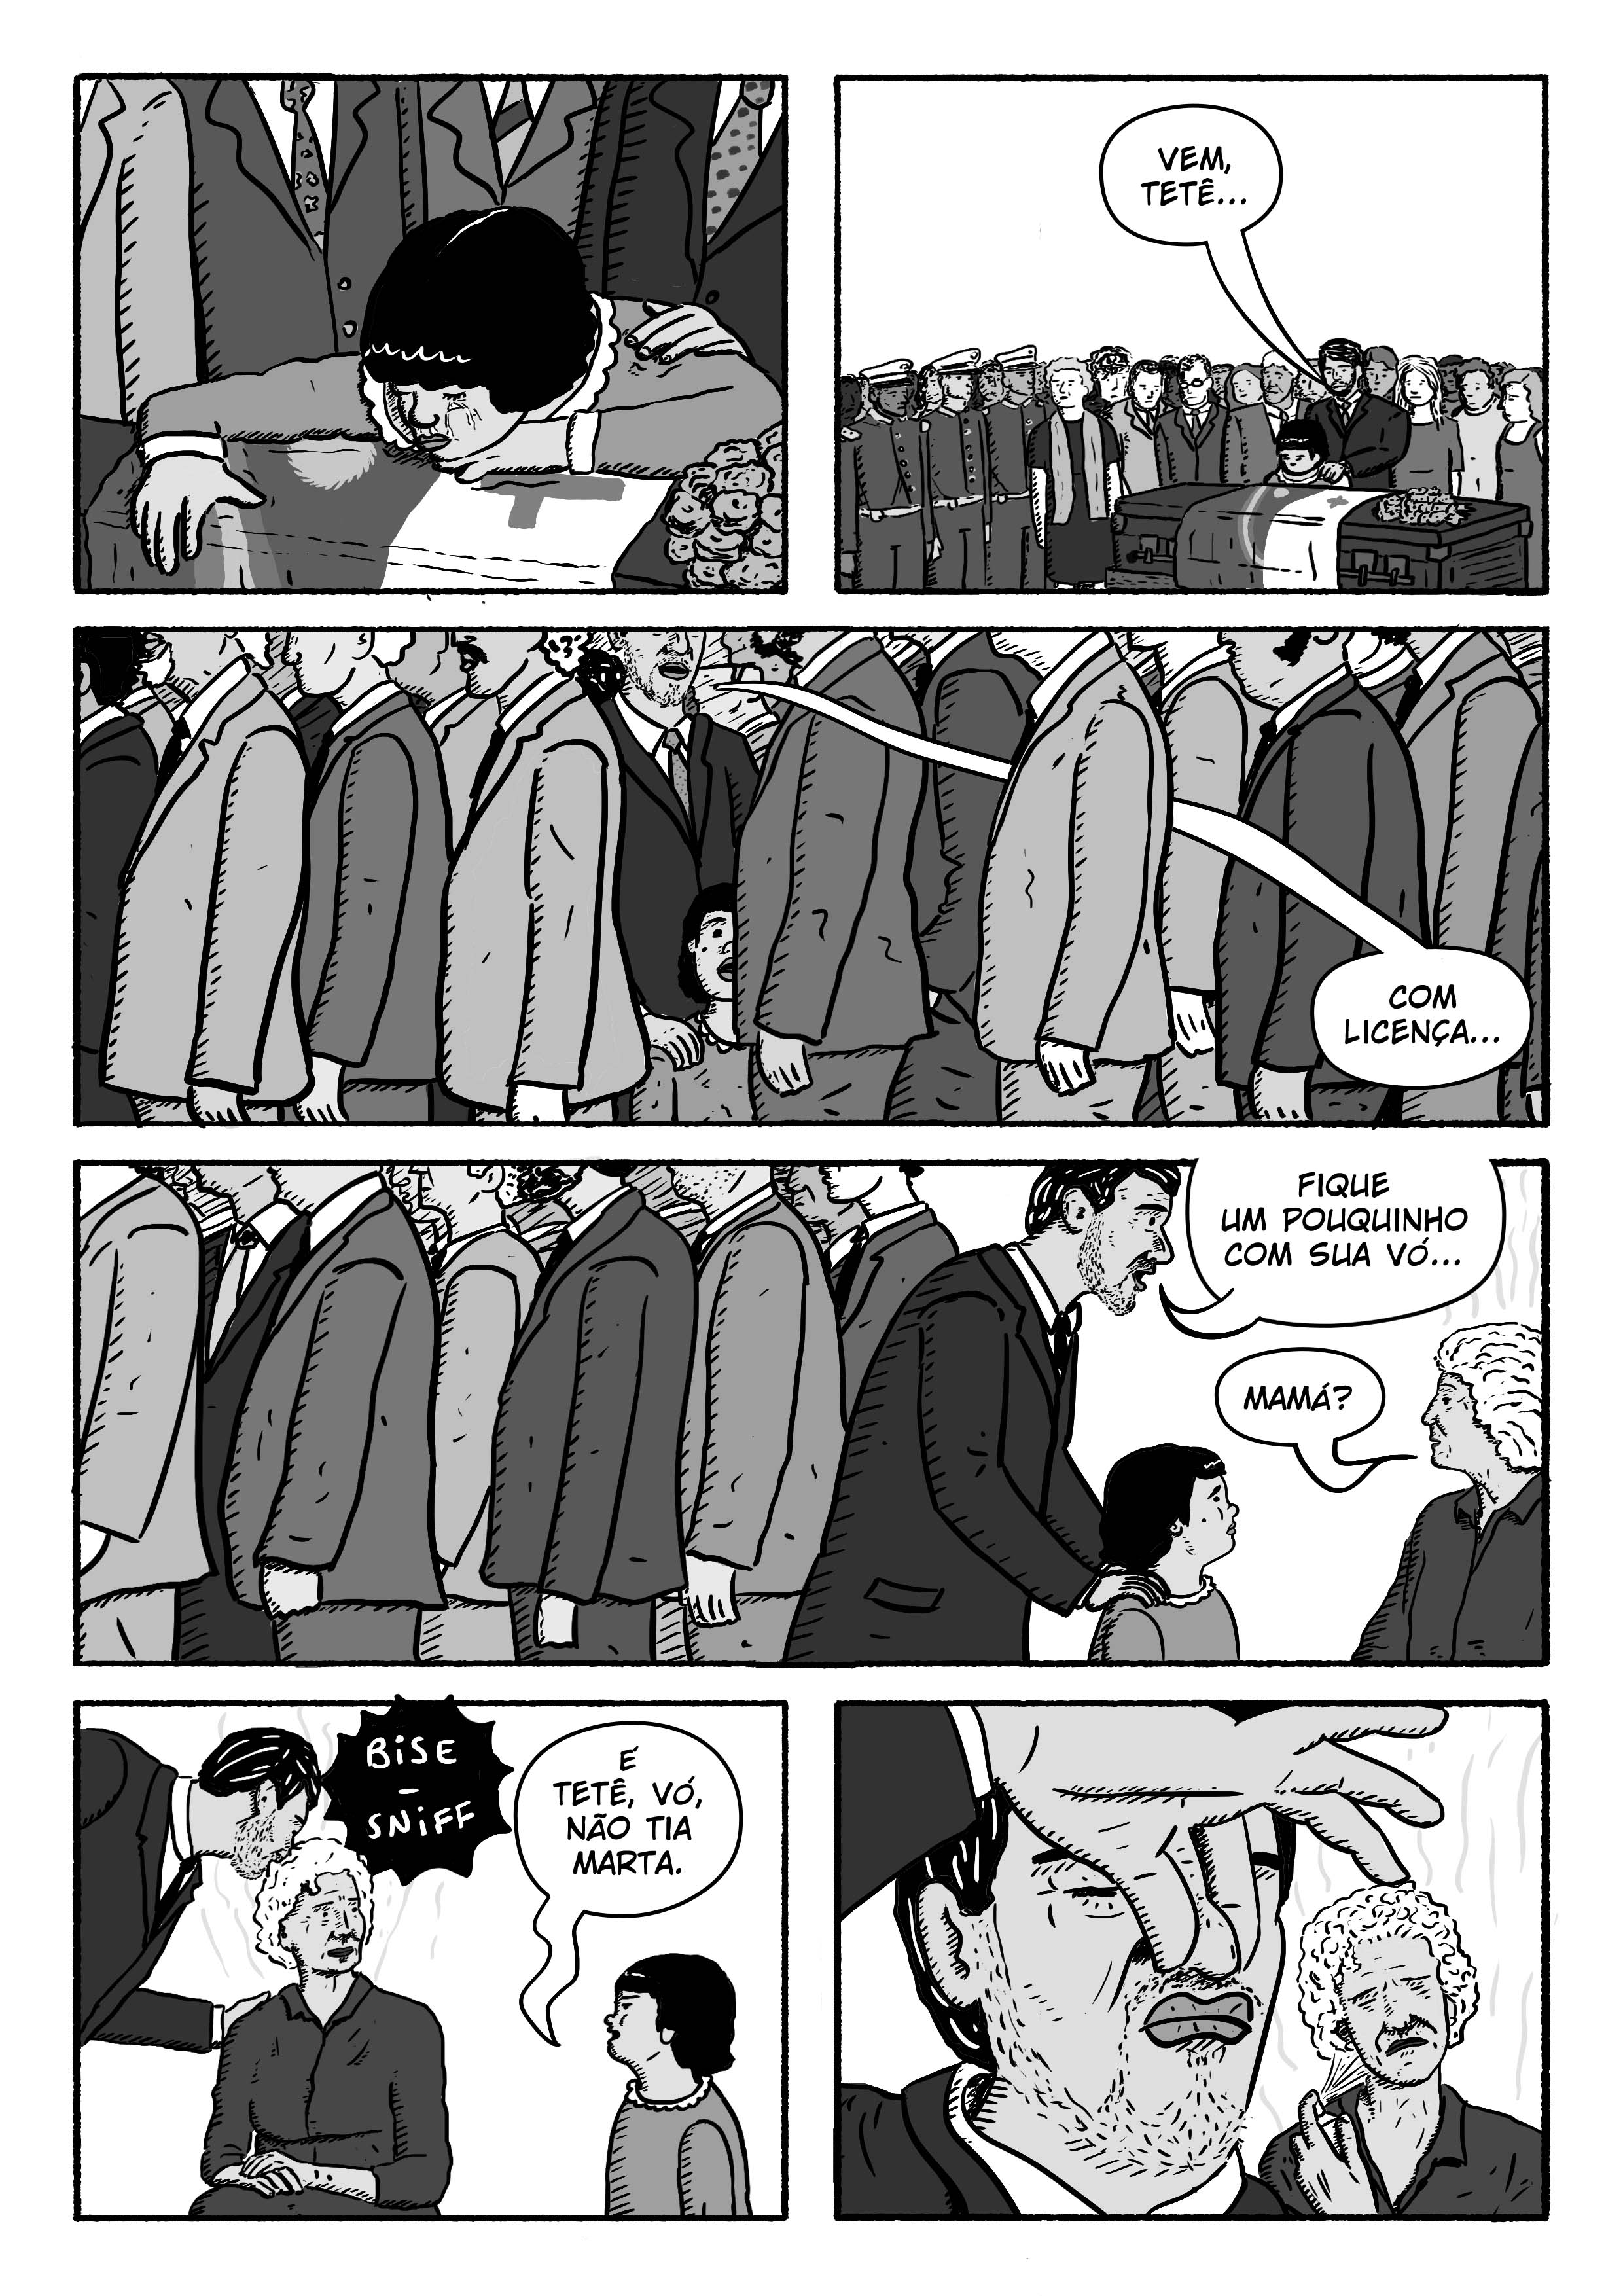 VEM,
TETÊ...
COM
LICENÇA...
FIQUE
UM POUQUINHO
COM SUA VÓ...
MAMÁ?
BISE
-
SNIFF
É
TETÊ, VÓ,
NÃO TIA
MARTA.